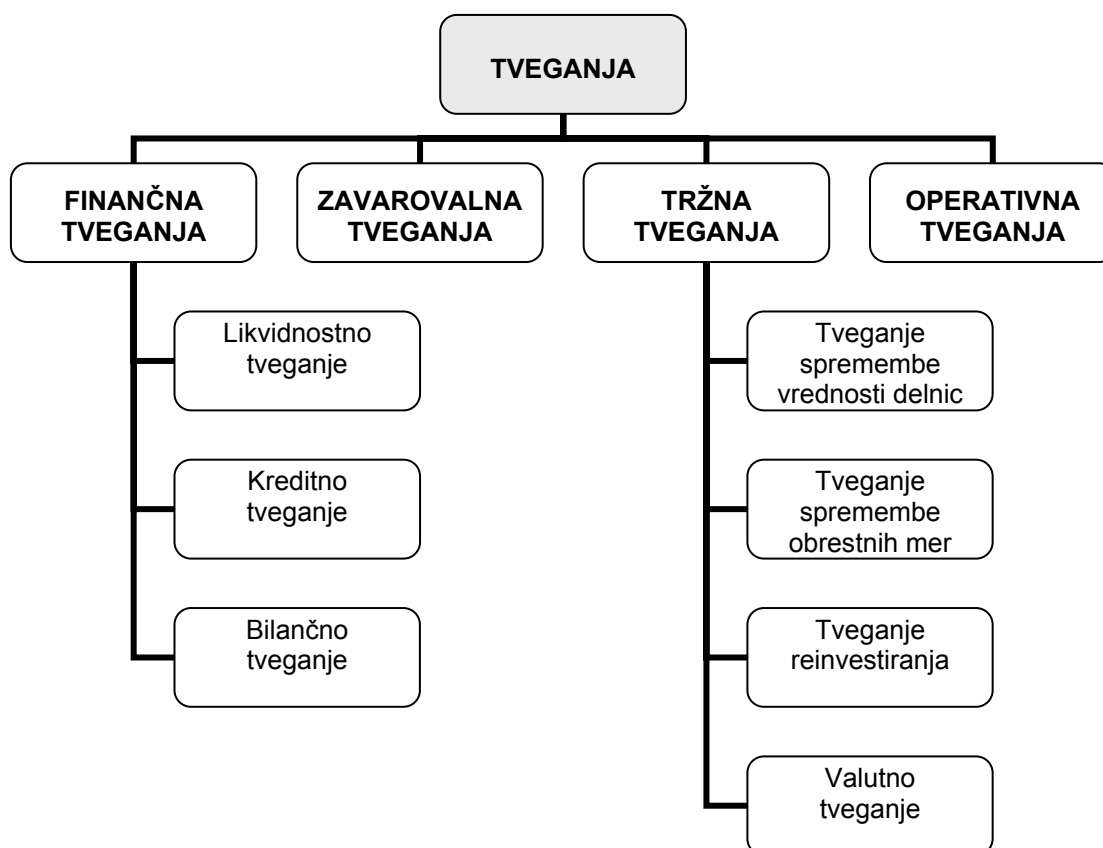 TVEGANJA
FINANČNA
TVEGANJA
ZAVAROVALNA
TVEGANJA
TRŽNA
TVEGANJA
OPERATIVNA
TVEGANJA
Likvidnostno
tveganje
Kreditno
tveganje
Bilančno
tveganje
Tveganje
spremembe
vrednosti delnic
Tveganje
spremembe
obrestnih mer
Tveganje
reinvestiranja
Valutno
tveganje